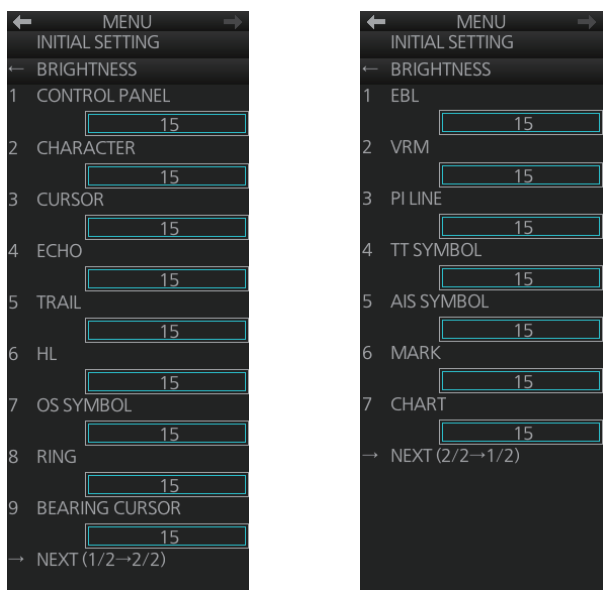 ← MENU →
INITIAL SETTING
← BRIGHTNESS
1 CONTROL PANEL
15
2 CHARACTER
15
3 CURSOR
15
4 ECHO
15
5 TRAIL
15
6 HL
15
7 OS SYMBOL
15
8 RING
15
9 BEARING CURSOR
15
→ NEXT (1/2→2/2)
← MENU →
INITIAL SETTING
← BRIGHTNESS
1 EBL
15
2 VRM
15
3 PI LINE
15
4 TT SYMBOL
15
5 AIS SYMBOL
15
6 MARK
15
7 CHART
15
→ NEXT (2/2→1/2)